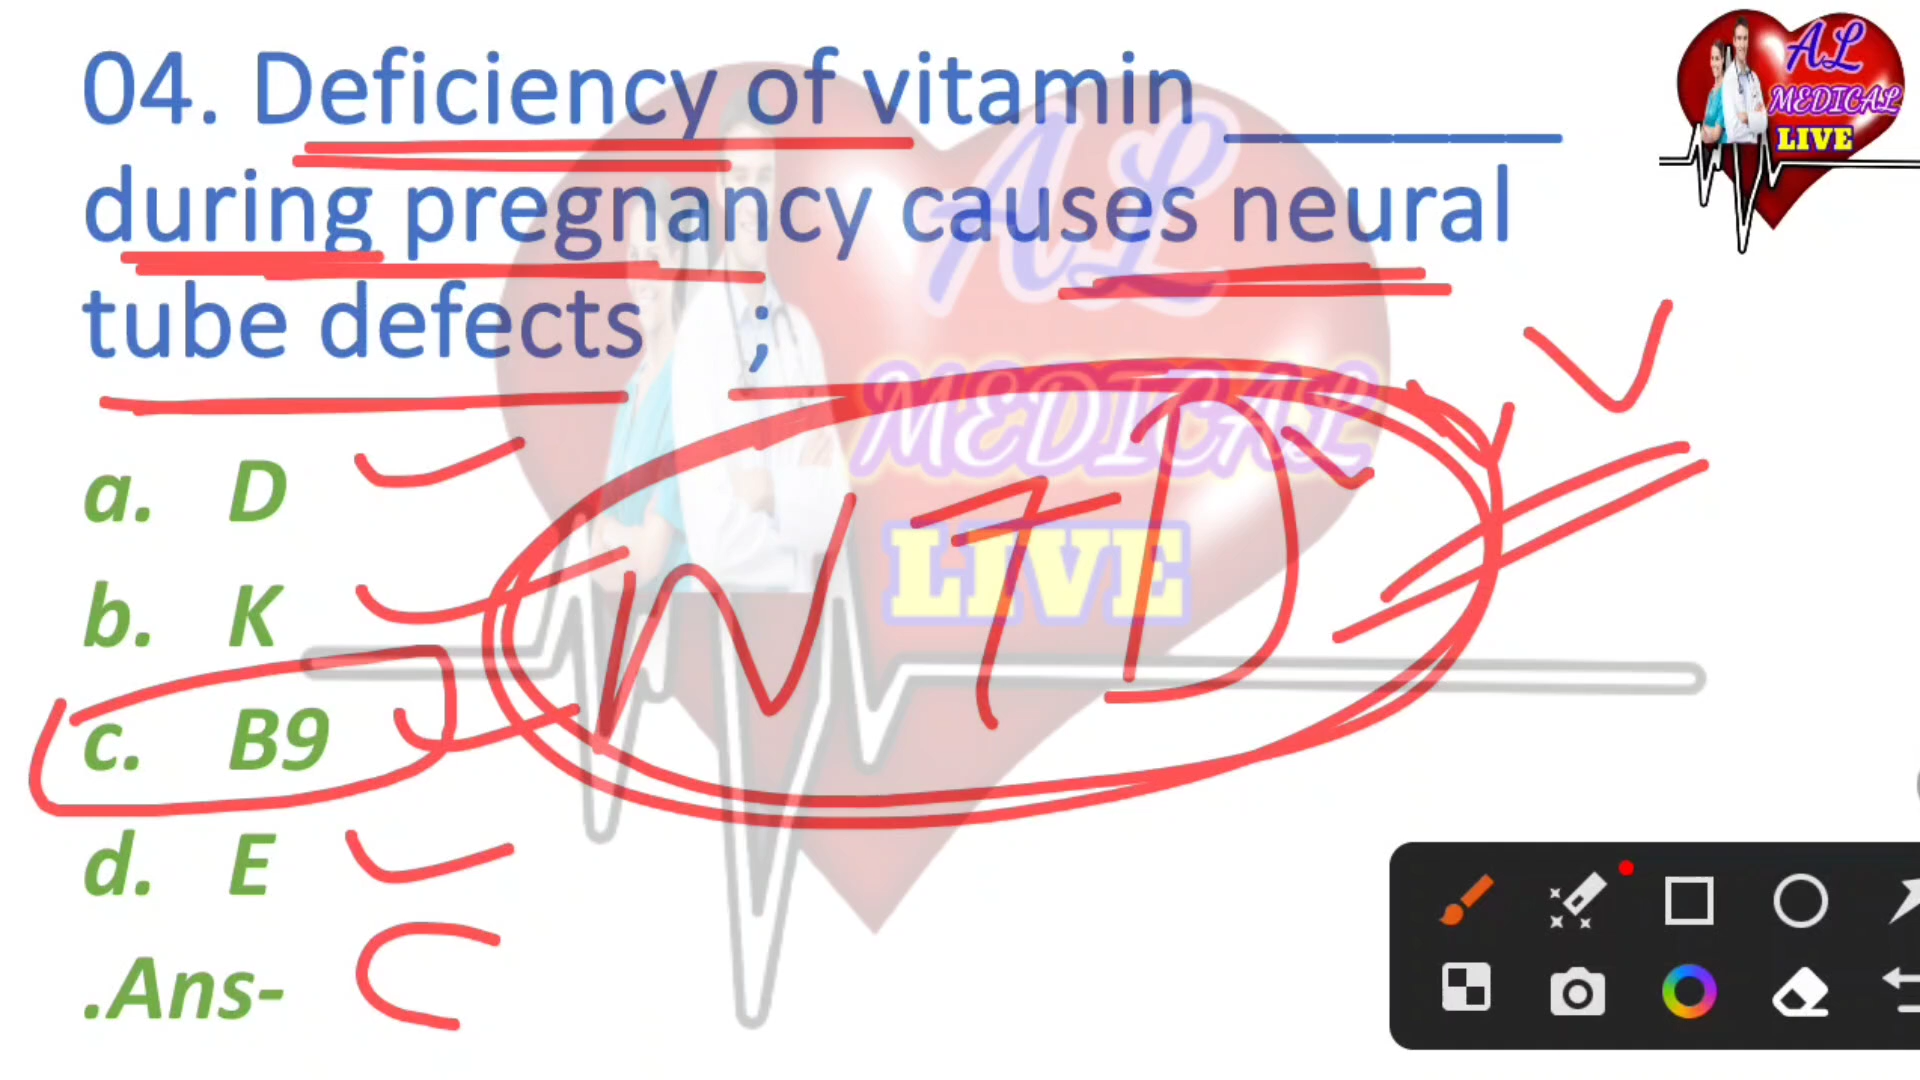 04. Deficiency of vitamin ______
during pregnancy causes neural
tube defects ;
a. D
b. K
c. B9
d. E
.Ans- C
NTD
AL
MEDICAL
LIVE
AL
MEDICAL
LIVE